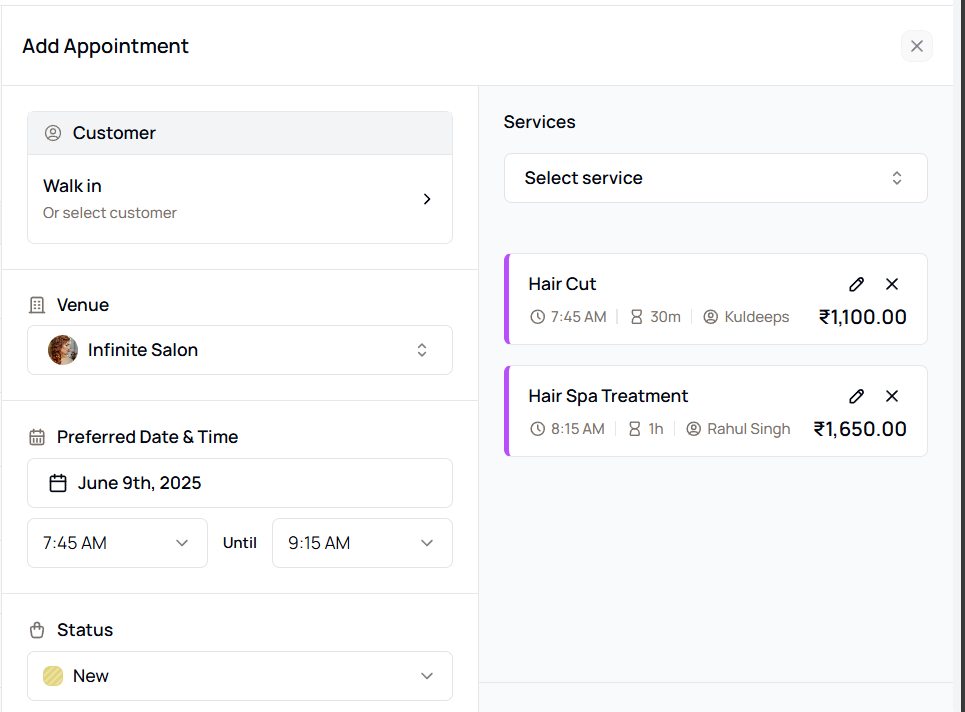 Add Appointment
Customer
Walk in
Or select customer
Venue
Infinite Salon
Preferred Date & Time
June 9th, 2025
7:45 AM Until 9:15 AM
Status
New
Services
Select service
Hair Cut
7:45 AM 30m Kuldeeps ₹1,100.00
Hair Spa Treatment
8:15 AM 1h Rahul Singh ₹1,650.00